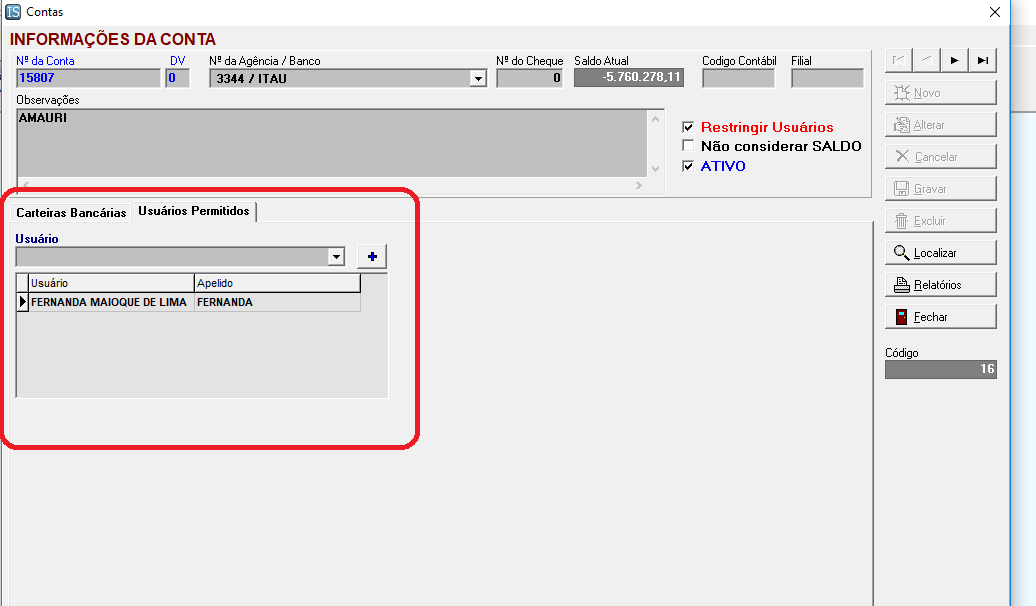 IS Contas
INFORMAÇÕES DA CONTA
Nº da Conta DV Nº da Agência / Banco Nº do Cheque Saldo Atual Codigo Contábil Filial
15807 0 3344 / ITAU 0 -5.760.278,11
Observações
AMAURI
Restringir Usuários
Não considerar SALDO
ATIVO
Carteiras Bancárias Usuários Permitidos
Usuário
Usuário Apelido
FERNANDA MAIOQUE DE LIMA FERNANDA
Novo
Alterar
Cancelar
Gravar
Excluir
Localizar
Relatórios
Fechar
Código
16